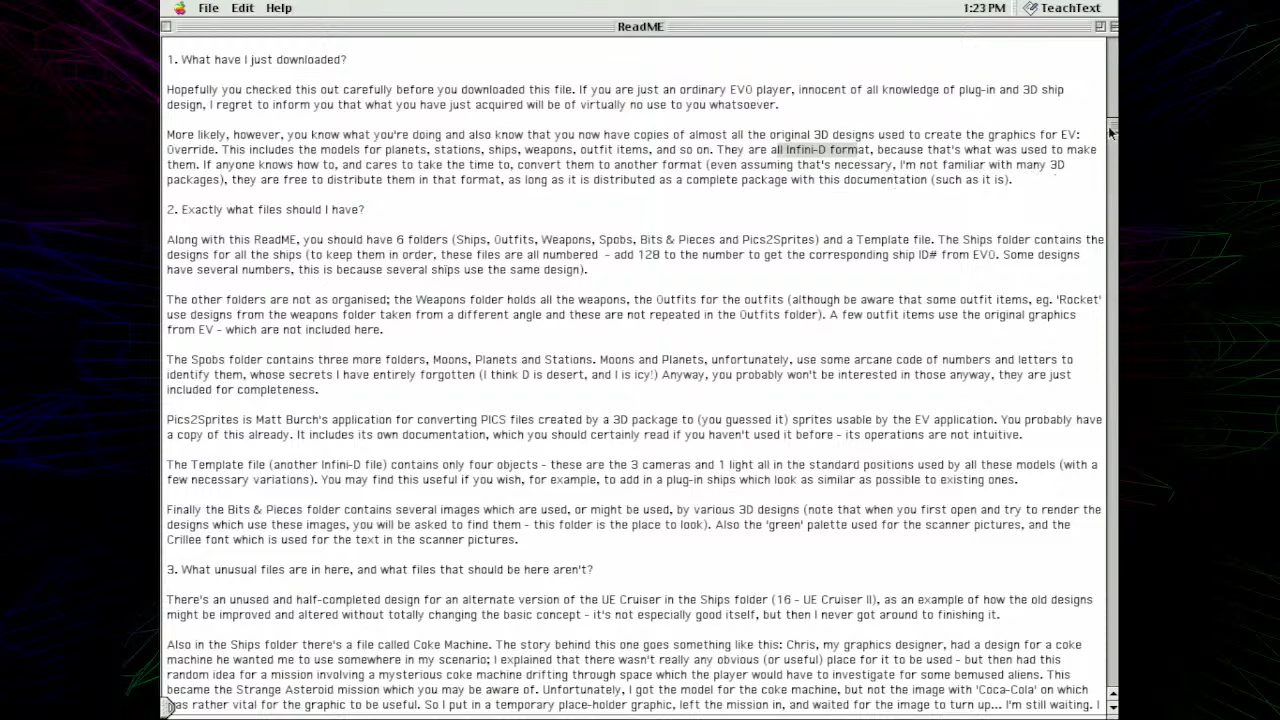 File Edit Help 1:23 PM TeachText
ReadME
1. What have I just downloaded?
Hopefully you checked this out carefully before you downloaded this file. If you are just an ordinary EVO player, innocent of all knowledge of plug-in and 3D ship
design, I regret to inform you that what you have just acquired will be of virtually no use to you whatsoever.
More likely, however, you know what you're doing and also know that you now have copies of almost all the original 3D designs used to create the graphics for EV:
Override. This includes the models for planets, stations, ships, weapons, outfit items, and so on. They are all Infini-D format, because that's what was used to make
them. If anyone knows how to, and cares to take the time to, convert them to another format (even assuming that's necessary, I'm not familiar with many 3D
packages), they are free to distribute them in that format, as long as it is distributed as a complete package with this documentation (such as it is).
2. Exactly what files should I have?
Along with this ReadME, you should have 6 folders (Ships, Outfits, Weapons, Spobs, Bits & Pieces and Pics2Sprites) and a Template file. The Ships folder contains the
designs for all the ships (to keep them in order, these files are all numbered - add 128 to the number to get the corresponding ship ID# from EVO. Some designs
have several numbers, this is because several ships use the same design).
The other folders are not as organised; the Weapons folder holds all the weapons, the Outfits for the outfits (although be aware that some outfit items, eg. 'Rocket'
use designs from the weapons folder taken from a different angle and these are not repeated in the Outfits folder). A few outfit items use the original graphics
from EV - which are not included here.
The Spobs folder contains three more folders, Moons, Planets and Stations. Moons and Planets, unfortunately, use some arcane code of numbers and letters to
identify them, whose secrets I have entirely forgotten (I think D is desert, and I is icy!) Anyway, you probably won't be interested in those anyway, they are just
included for completeness.
Pics2Sprites is Matt Burch's application for converting PICS files created by a 3D package to (you guessed it) sprites usable by the EV application. You probably have
a copy of this already. It includes its own documentation, which you should certainly read if you haven't used it before - its operations are not intuitive.
The Template file (another Infini-D file) contains only four objects - these are the 3 cameras and 1 light all in the standard positions used by all these models (with a
few necessary variations). You may find this useful if you wish, for example, to add in a plug-in ships which look as similar as possible to existing ones.
Finally the Bits & Pieces folder contains several images which are used, or might be used, by various 3D designs (note that when you first open and try to render the
designs which use these images, you will be asked to find them - this folder is the place to look). Also the 'green' palette used for the scanner pictures, and the
Crillee font which is used for the text in the scanner pictures.
3. What unusual files are in here, and what files that should be here aren't?
There's an unused and half-completed design for an alternate version of the UE Cruiser in the Ships folder (16 - UE Cruiser II), as an example of how the old designs
might be improved and altered without totally changing the basic concept - it's not especially good itself, but then I never got around to finishing it.
Also in the Ships folder there's a file called Coke Machine. The story behind this one goes something like this: Chris, my graphics designer, had a design for a coke
machine he wanted me to use somewhere in my scenario; I explained that there wasn't really any obvious (or useful) place for it to be used - but then had this
random idea for a mission involving a mysterious coke machine drifting through space which the player would have to investigate for some bemused aliens. This
became the Strange Asteroid mission which you may be aware of. Unfortunately, I got the model for the coke machine, but not the image with 'Coca-Cola' on which
was rather vital for the graphic to be useful. So I put in a temporary place-holder graphic, left the mission in, and waited for the image to turn up... I'm still waiting. I